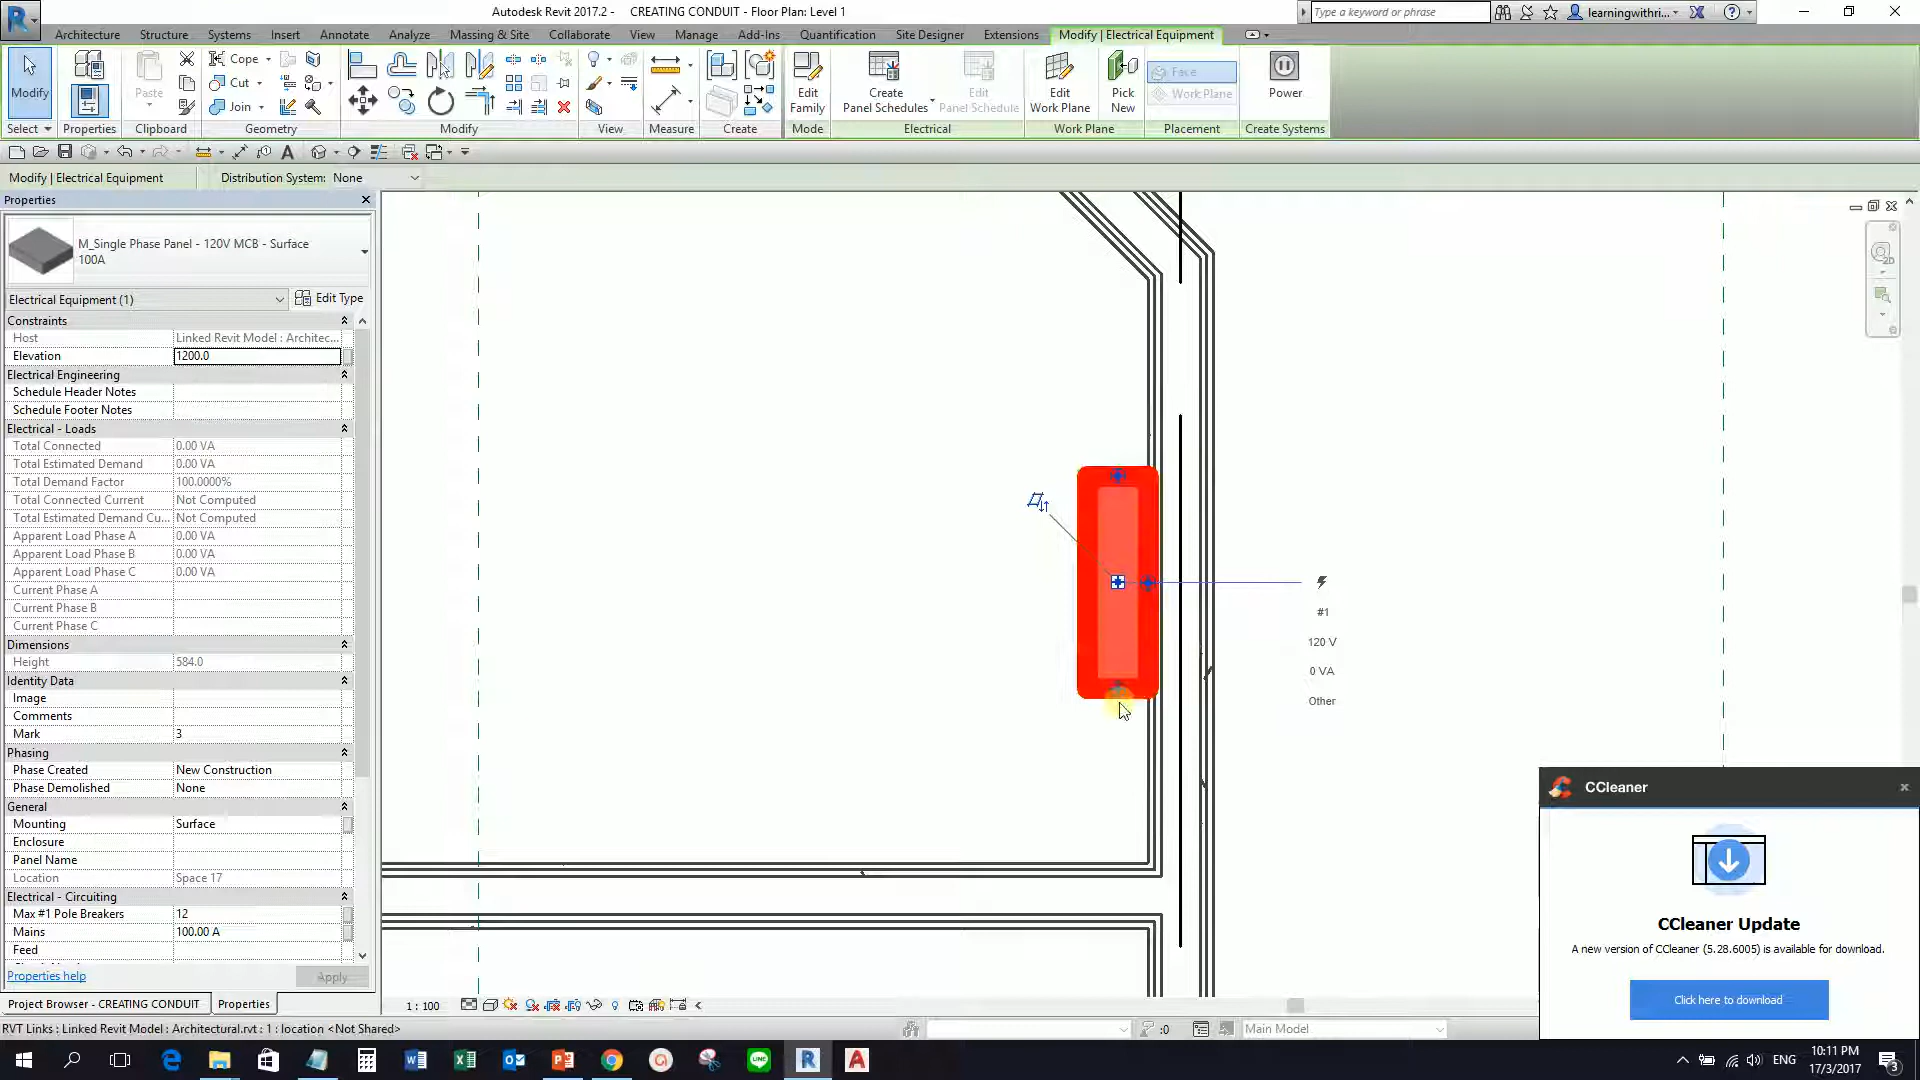 Autodesk Revit 2017.2 - CREATING CONDUIT - Floor Plan: Level 1
Type a keyword or phrase
learningwithri...
Architecture Structure Systems Insert Annotate Analyze Massing & Site Collaborate View Manage Add-Ins Quantification Site Designer Extensions Modify | Electrical Equipment
Cope
Cut
Join
Modify
Paste
Edit Family
Create Panel Schedules
Edit Panel Schedule
Edit Work Plane
Pick New
Face
Work Plane
Power
Select Properties Clipboard Geometry Modify View Measure Create Mode Electrical Work Plane Placement Create Systems
Modify | Electrical Equipment Distribution System: None
Properties
M_Single Phase Panel - 120V MCB - Surface
100A
Electrical Equipment (1) Edit Type
Constraints
Host Linked Revit Model : Architec...
Elevation 1200.0
Electrical Engineering
Schedule Header Notes
Schedule Footer Notes
Electrical - Loads
Total Connected 0.00 VA
Total Estimated Demand 0.00 VA
Total Demand Factor 100.0000%
Total Connected Current Not Computed
Total Estimated Demand Cu... Not Computed
Apparent Load Phase A 0.00 VA
Apparent Load Phase B 0.00 VA
Apparent Load Phase C 0.00 VA
Current Phase A
Current Phase B
Current Phase C
Dimensions
Height 584.0
Identity Data
Image
Comments
Mark 3
Phasing
Phase Created New Construction
Phase Demolished None
General
Mounting Surface
Enclosure
Panel Name
Location Space 17
Electrical - Circuiting
Max #1 Pole Breakers 12
Mains 100.00 A
Feed
Properties help Apply
Project Browser - CREATING CONDUIT Properties
#1
120 V
0 VA
Other
2D
CCleaner
CCleaner Update
A new version of CCleaner (5.28.6005) is available for download.
Click here to download
1 : 100
RVT Links : Linked Revit Model : Architectural.rvt : 1 : location <Not Shared>
:0
Main Model
ENG
10:11 PM
17/3/2017
3